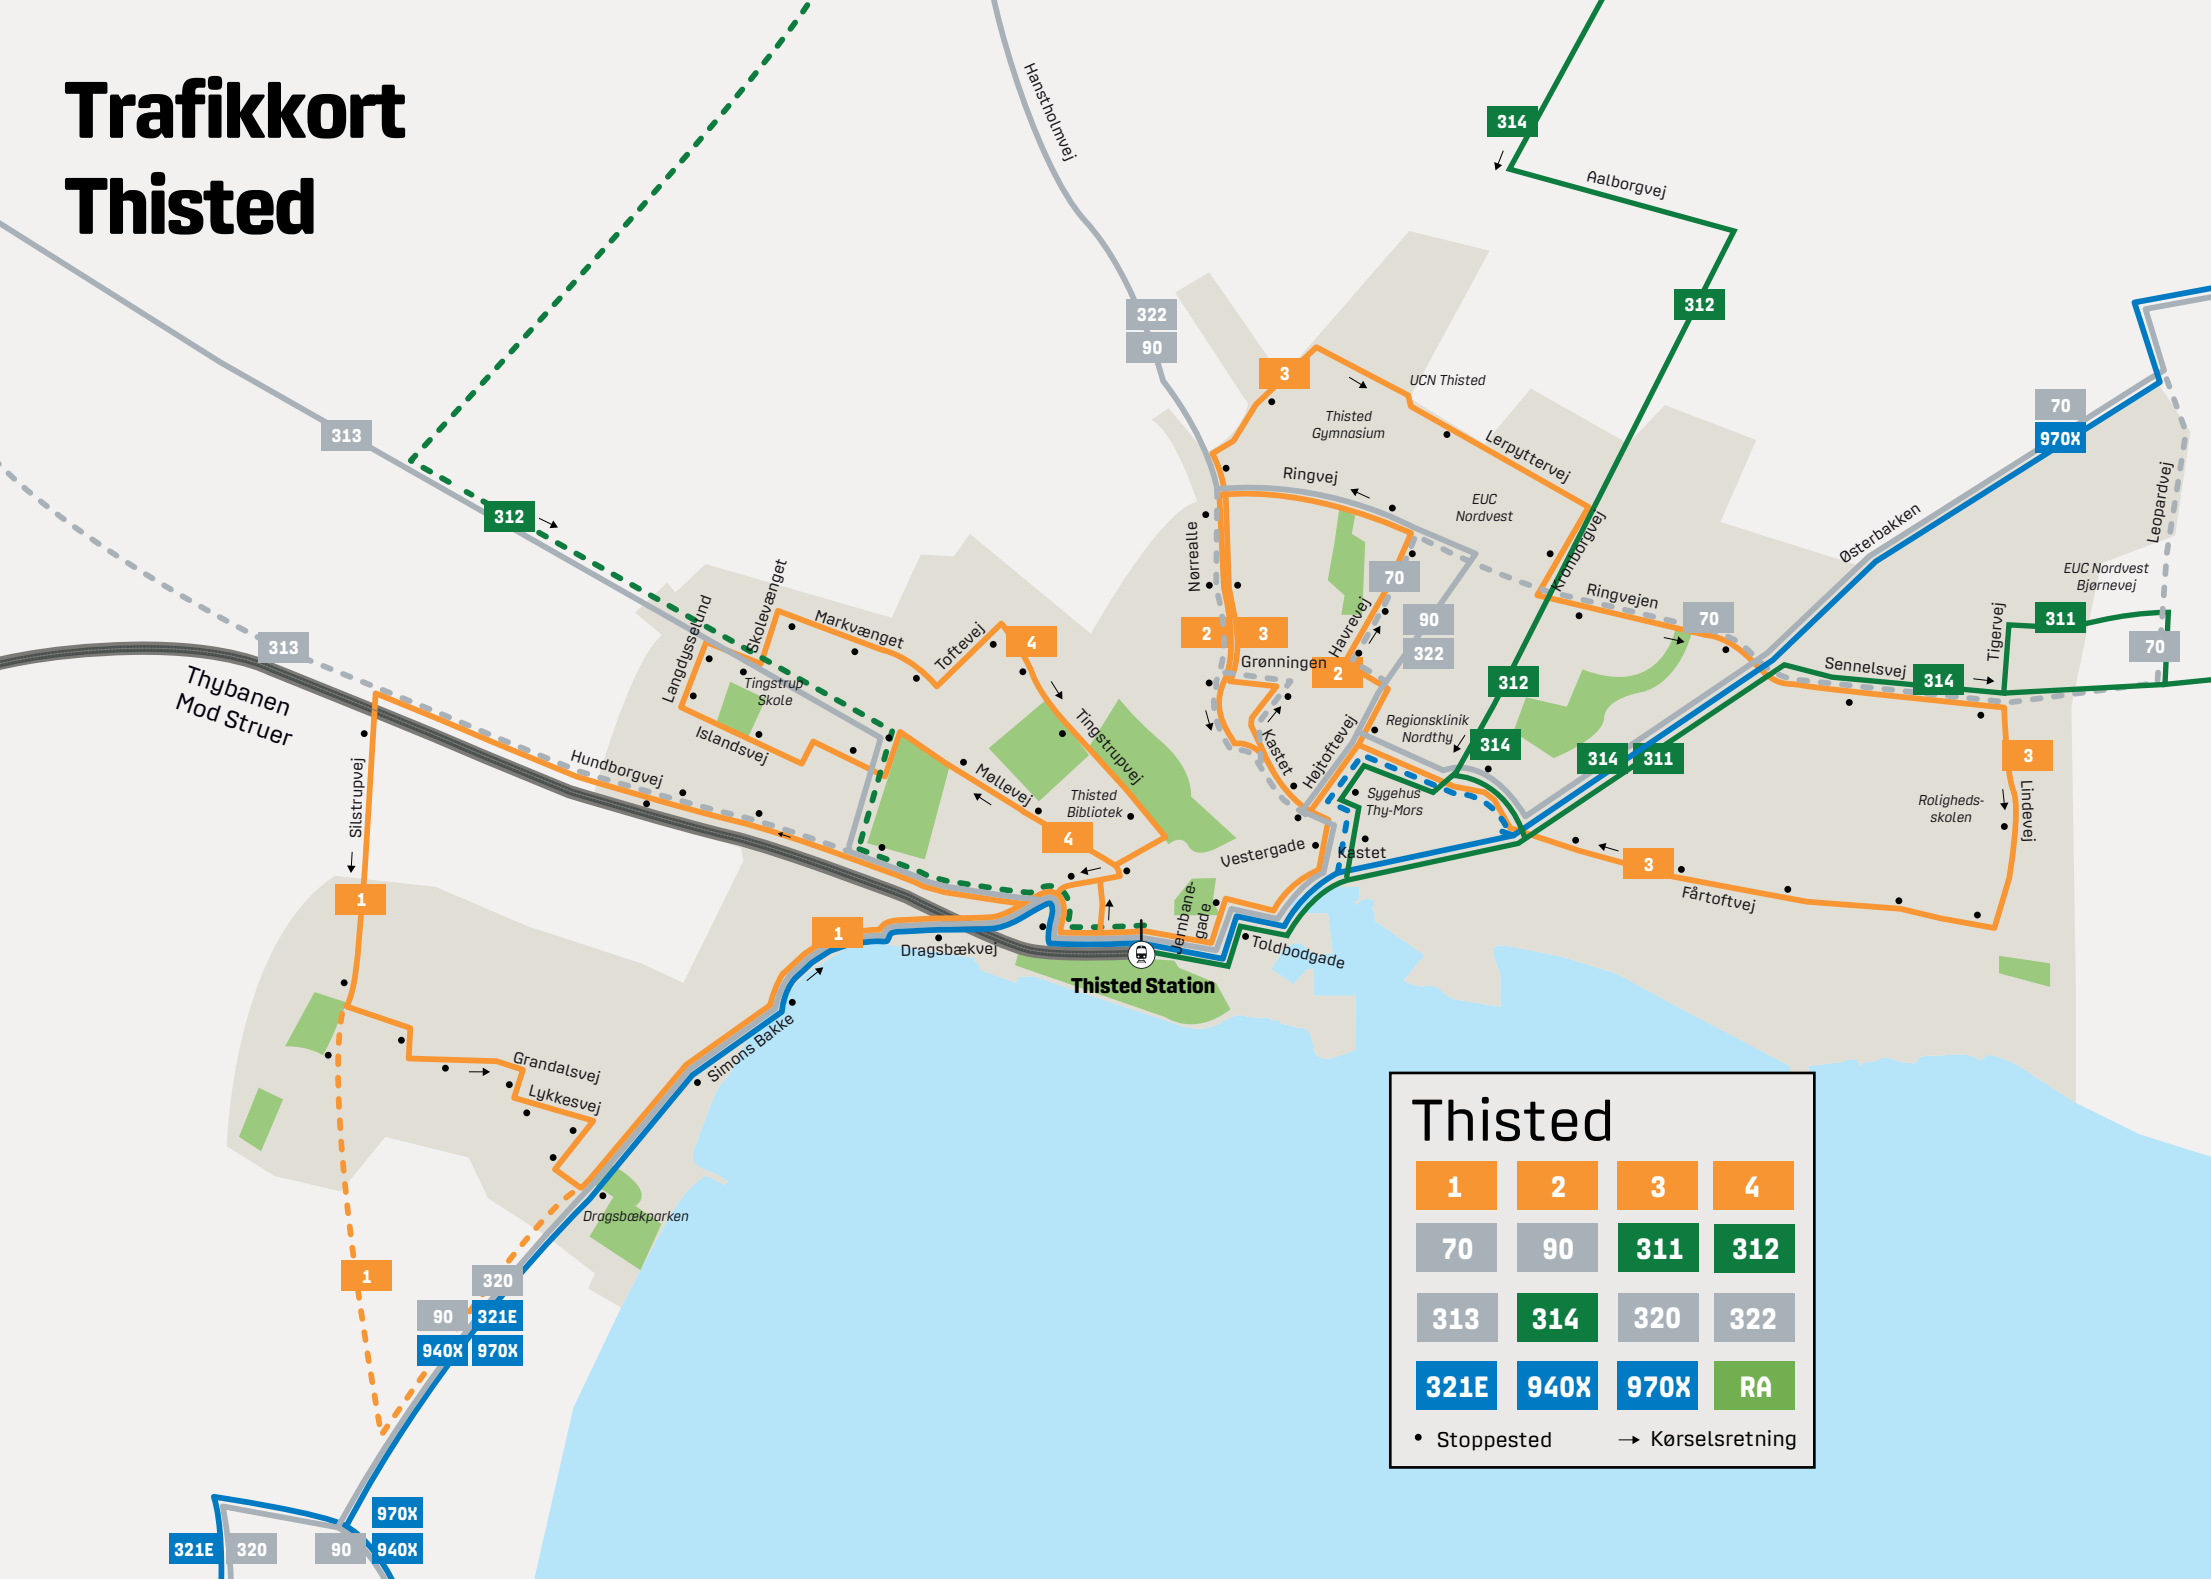 Trafikkort
Thisted
Hanstholmvej
314
Aalborgvej
312
322
90
3
UCN Thisted
Thisted
Gymnasium
Lerpyttervej
70
970X
313
Ringvej
EUC
Nordvest
312
Kronborgvej
Østerbakken
Leopardvej
Nørrealle
70
Havrevej
90
322
Ringvejen
70
EUC Nordvest
Bjørnevej
311
Tigervej
70
313
Thybanen
Mod Struer
Langdysselund
Skolevænget
Markvænget
Toftevej
4
Tingstrup
Skole
Islandsvej
2
3
Grønningen
2
312
Sennelsvej
314
Regionsklinik
Nordthy
314
314
311
3
Lindevej
Roligheds-
skolen
Tingstrupvej
Kastet
Højtoftevej
Hundborgvej
Silstrupvej
Møllevej
Thisted
Bibliotek
4
Sygehus
Thy-Mors
Vestergade
Kastet
3
Fårtoftvej
1
1
Jernbane-
gade
Dragsbækvej
Toldbodgade
Thisted Station
Simons Bakke
Grandalsvej
Lykkesvej
Dragsbækparken
1
320
90
321E
940X
970X
970X
321E
320
90
940X
Thisted
1
2
3
4
70
90
311
312
313
314
320
322
321E
940X
970X
RA
Stoppested
Kørselsretning